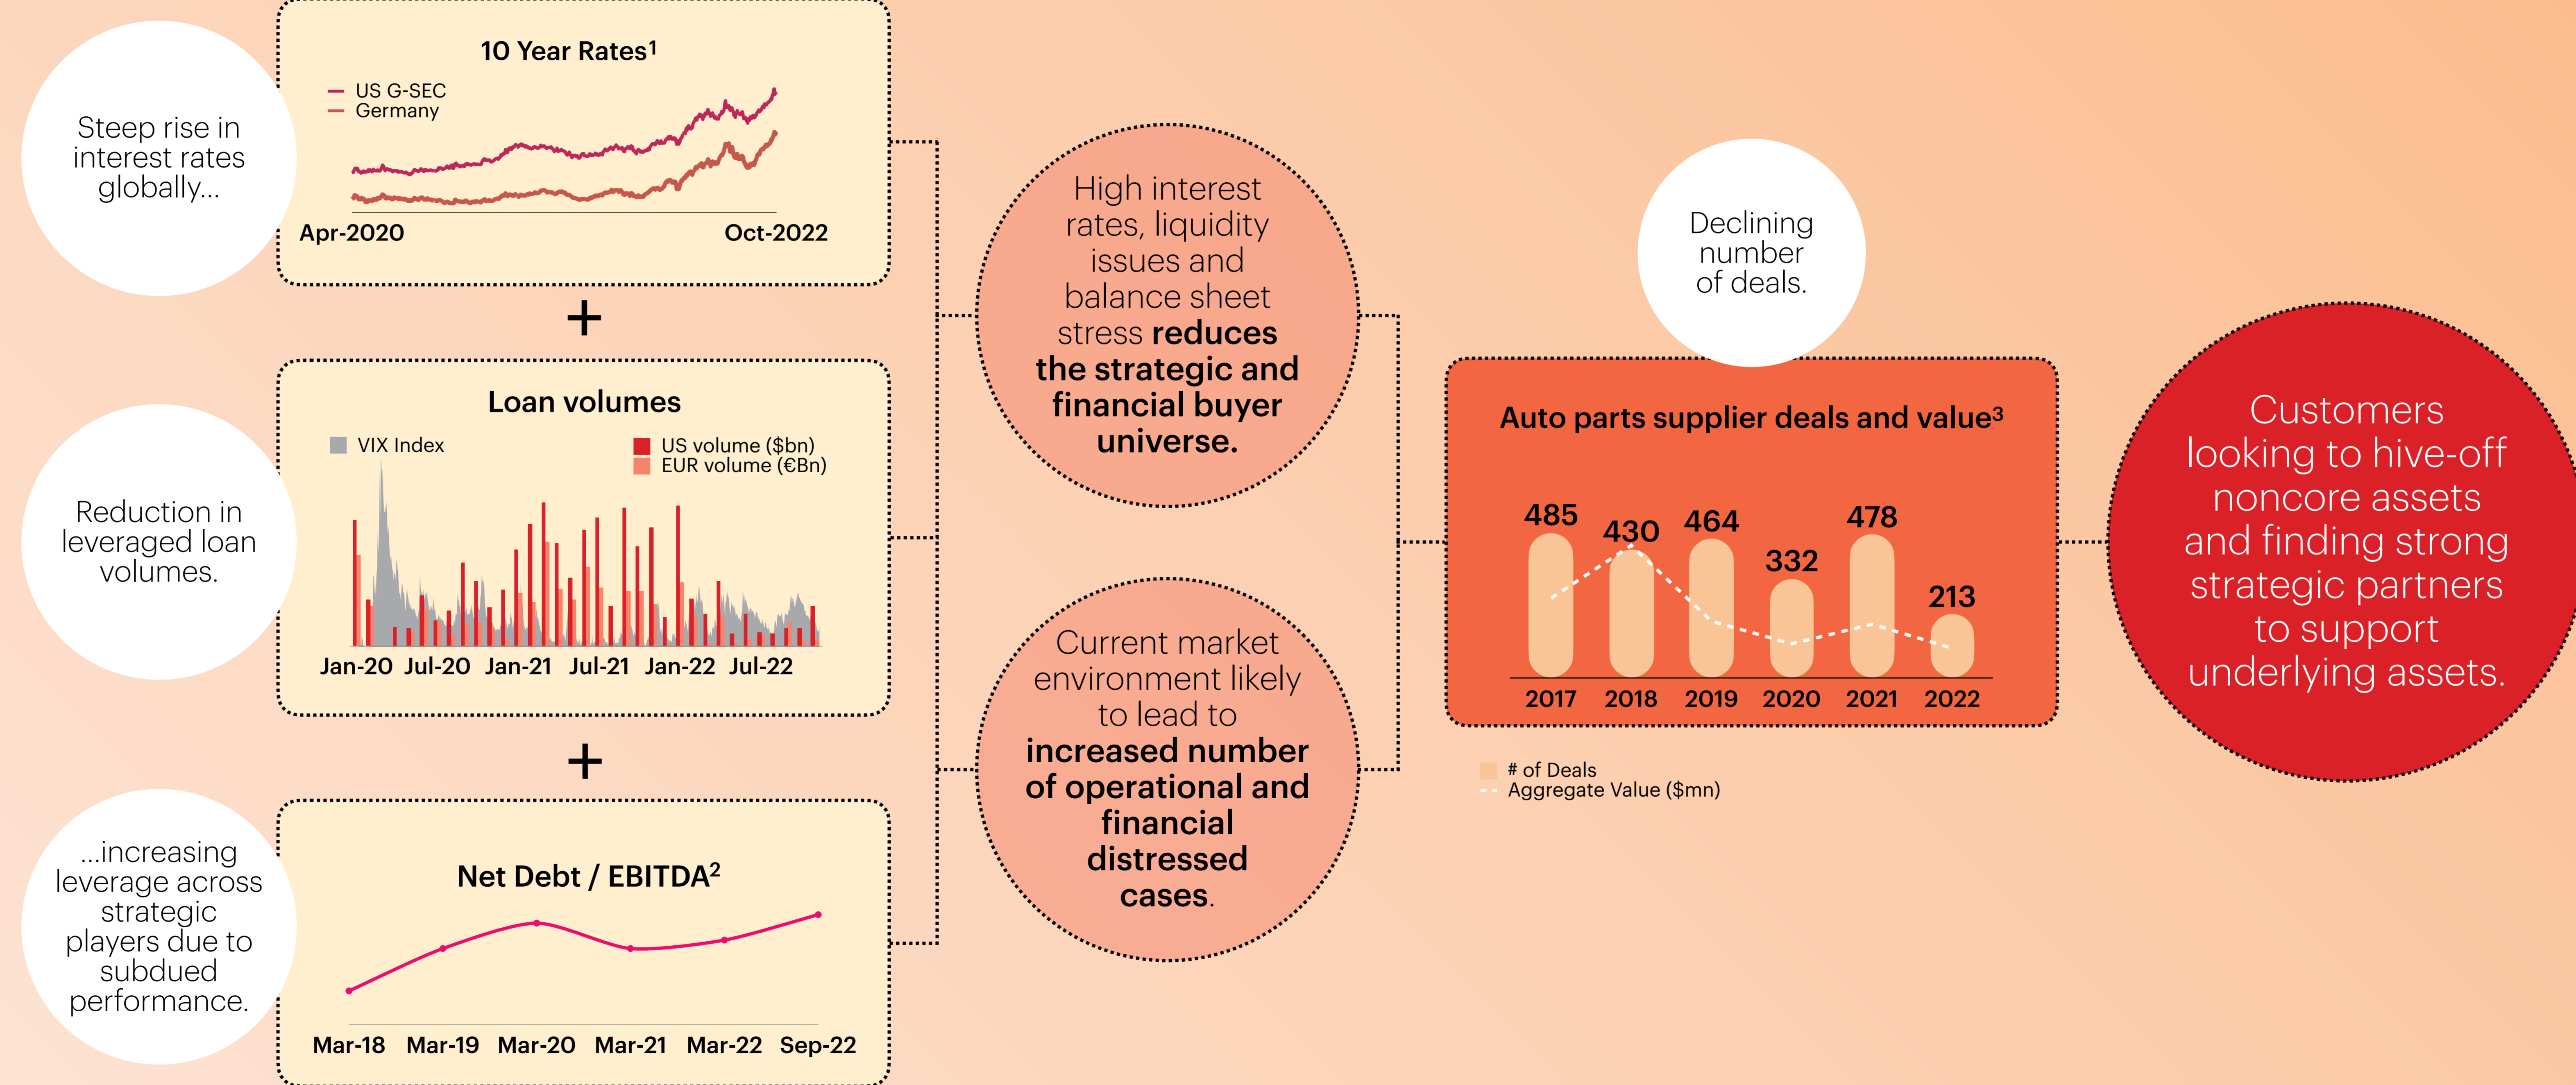 Steep rise in
interest rates
globally...
10 Year Rates¹
US G-SEC
Germany
Apr-2020
Oct-2022
+
Reduction in
leveraged loan
volumes.
Loan volumes
VIX Index
US volume ($bn)
EUR volume (€Bn)
Jan-20 Jul-20 Jan-21 Jul-21 Jan-22 Jul-22
+
...increasing
leverage across
strategic
players due to
subdued
performance.
Net Debt / EBITDA²
Mar-18 Mar-19 Mar-20 Mar-21 Mar-22 Sep-22
High interest
rates, liquidity
issues and
balance sheet
stress reduces
the strategic and
financial buyer
universe.
Current market
environment likely
to lead to
increased number
of operational and
financial
distressed
cases.
Declining
number
of deals.
Auto parts supplier deals and value³
485 430 464 332 478 213
2017 2018 2019 2020 2021 2022
# of Deals
Aggregate Value ($mn)
Customers
looking to hive-off
noncore assets
and finding strong
strategic partners
to support
underlying assets.